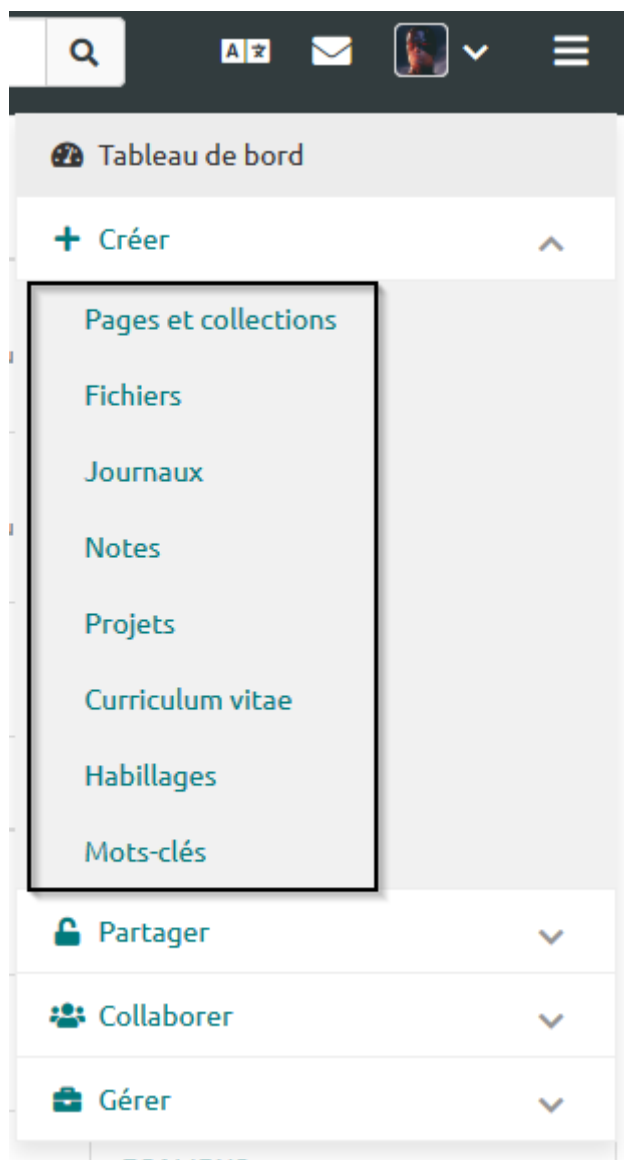 Tableau de bord
Créer
Pages et collections
Fichiers
Journaux
Notes
Projets
Curriculum vitae
Habillages
Mots-clés
Partager
Collaborer
Gérer